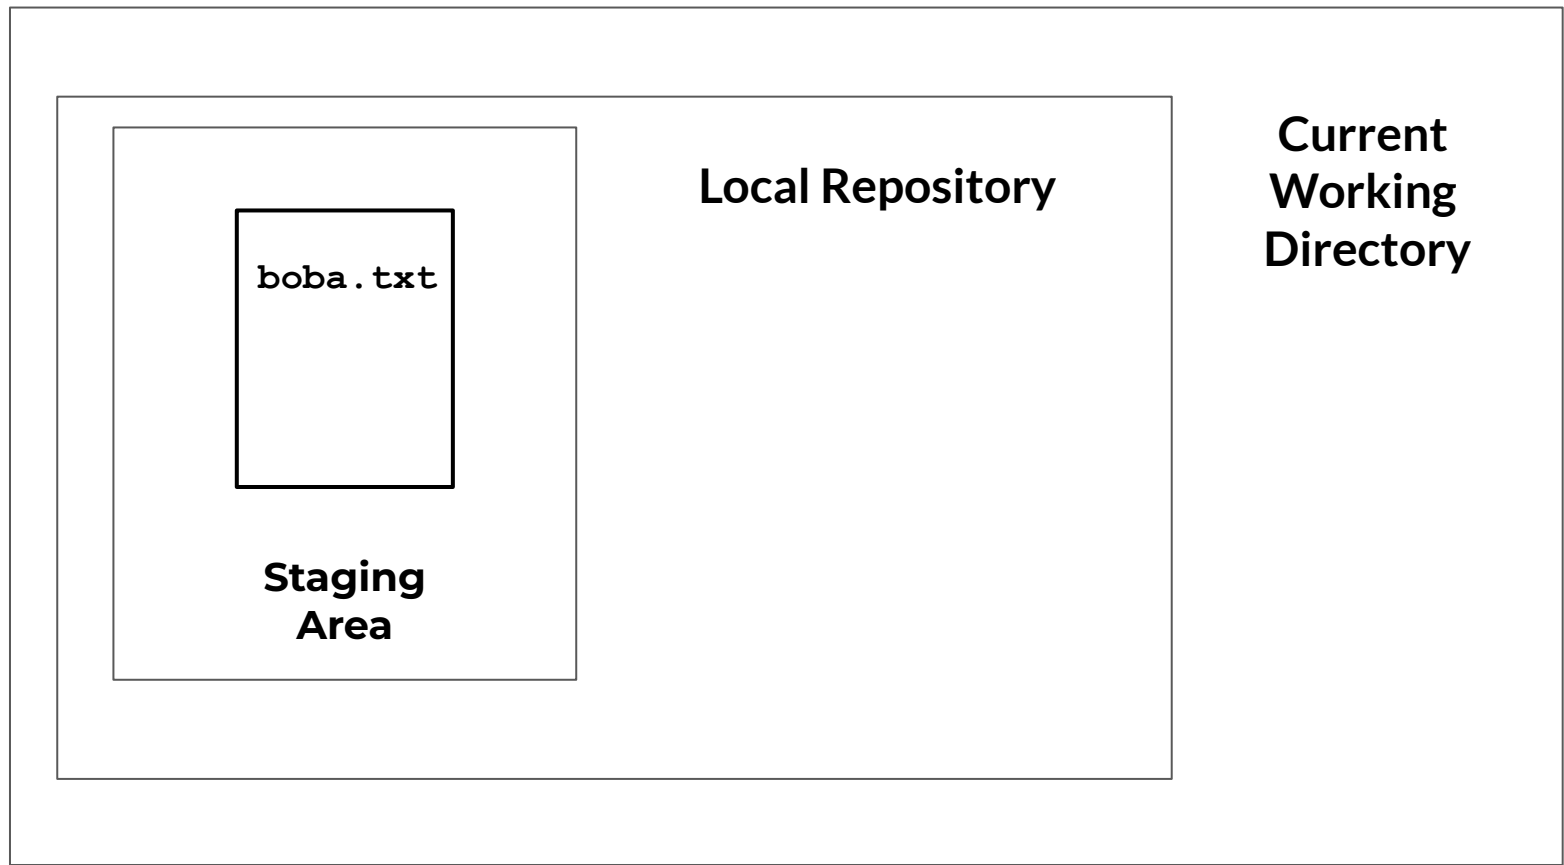 boba.txt
Staging
Area
Local Repository
Current
Working
Directory